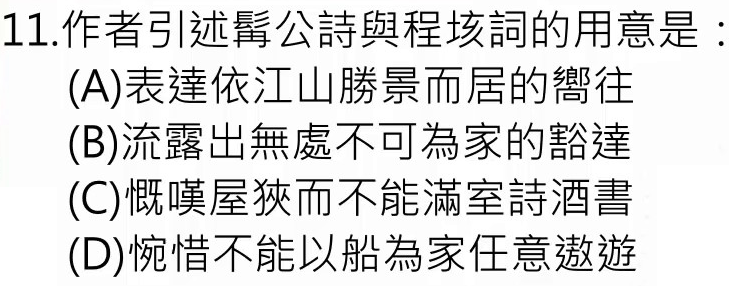 11.作者引述髯公詩與程垓詞的用意是：
(A)表達依江山勝景而居的嚮往
(B)流露出無處不可為家的豁達
(C)慨嘆屋狹而不能滿室詩酒書
(D)惋惜不能以船為家任意遨遊